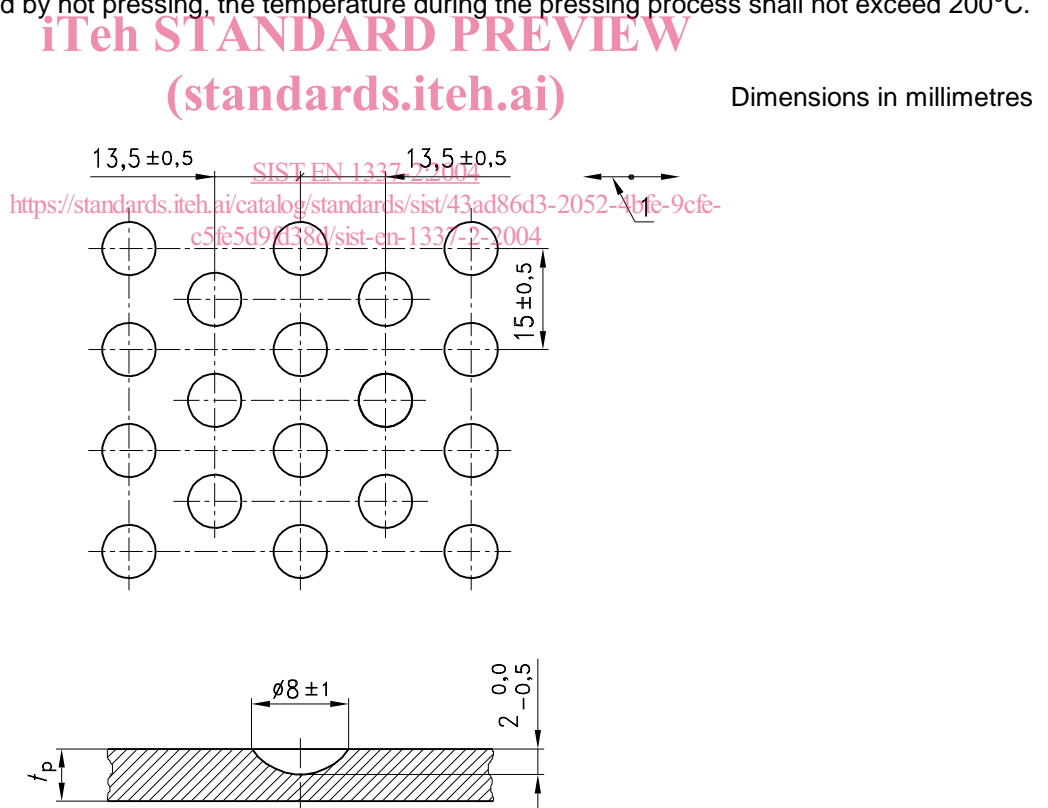 d by not pressing, the temperature during the pressing process shall not exceed 200°C.
iTeh STANDARD PREVIEW
(standards.iteh.ai)
Dimensions in millimetres
13,5 ±0,5
13,5 ±0,5
SIST EN 1337-2:2004
https://standards.iteh.ai/catalog/standards/sist/43ad86d3-2052-4bfe-9cfe-
1
c5fe5d9fd38d/sist-en-1337-2-2004
15 ±0,5
ø8 ±1
2 0,0 -0,5
tp